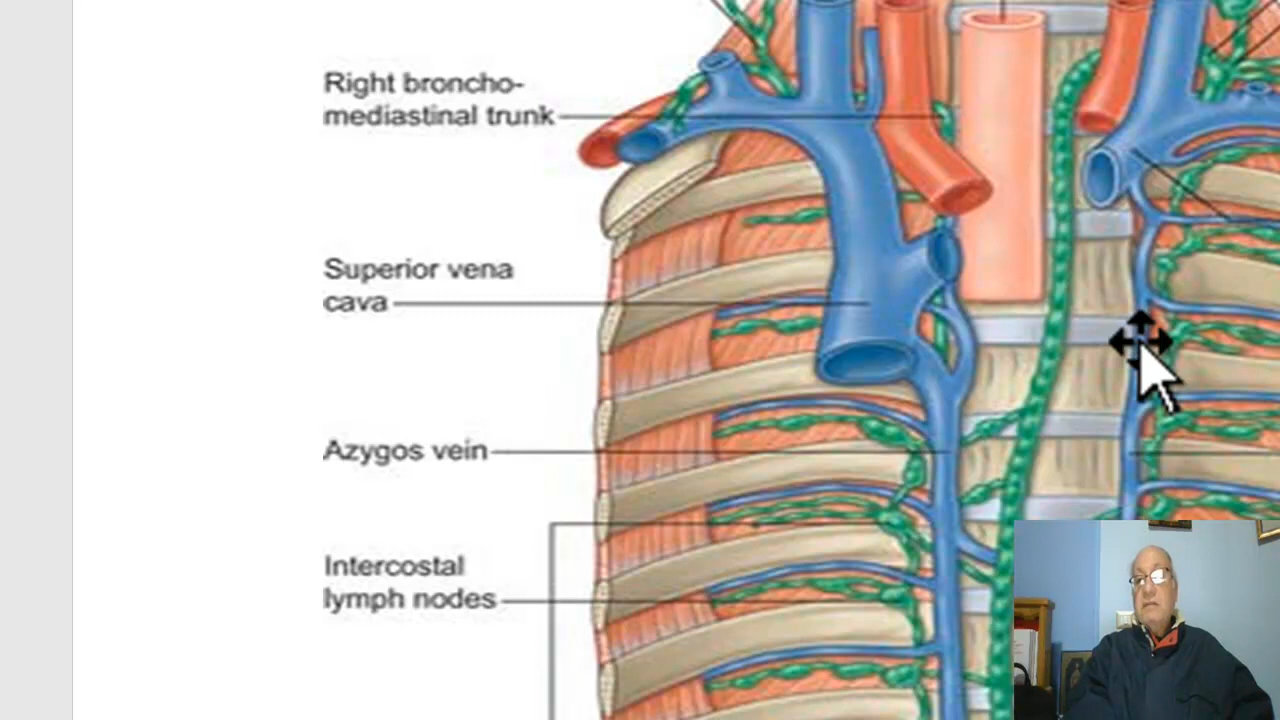 Right broncho-
mediastinal trunk
Superior vena
cava
Azygos vein
Intercostal
lymph nodes